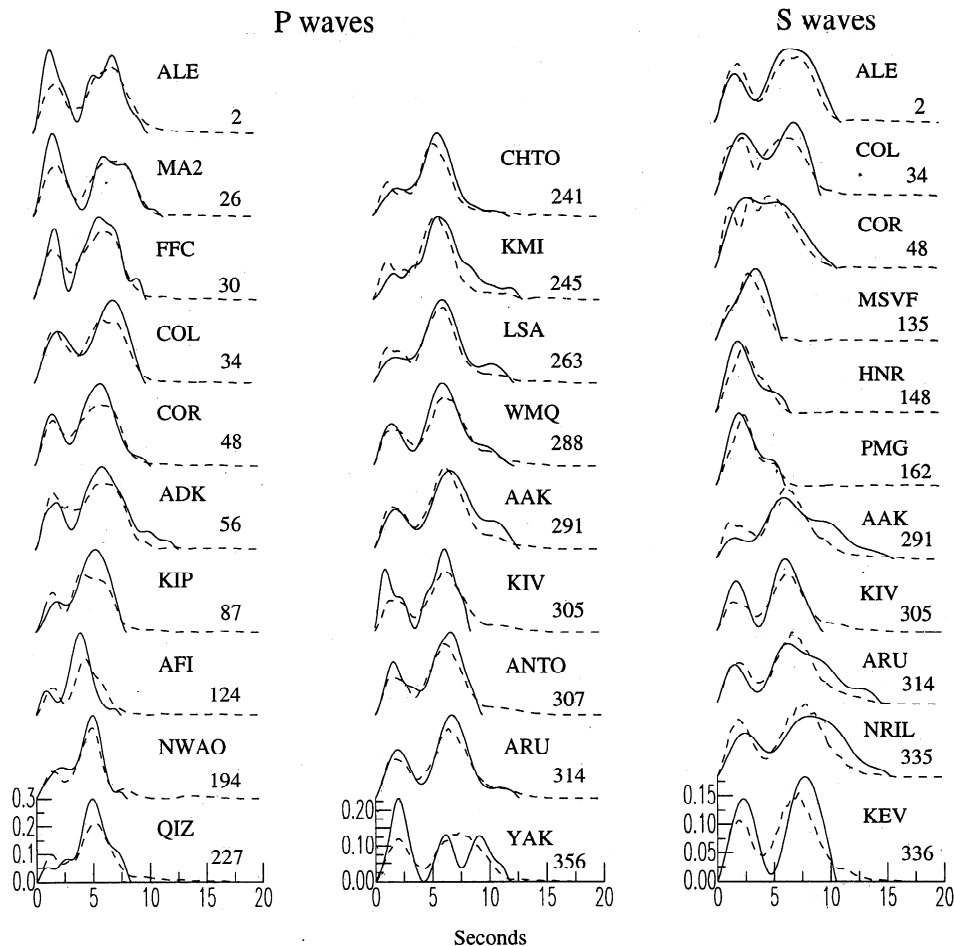 P waves
S waves
ALE
2
MA2
26
FFC
30
COL
34
COR
48
ADK
56
KIP
87
AFI
124
NWAO
194
QIZ
227
0.3
0.2
0.1
0.0
0 5 10 15 20
CHTO
241
KMI
245
LSA
263
WMQ
288
AAK
291
KIV
305
ANTO
307
ARU
314
YAK
356
0.20
0.10
0.00
0 5 10 15 20
ALE
2
COL
34
COR
48
MSVF
135
HNR
148
PMG
162
AAK
291
KIV
305
ARU
314
NRIL
335
KEV
336
0.15
0.10
0.05
0.00
0 5 10 15 20
Seconds